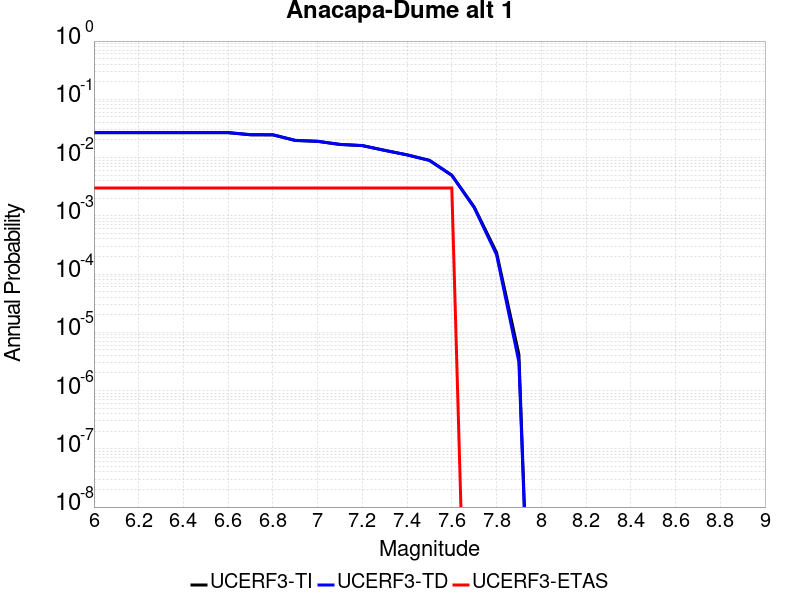 Anacapa-Dume alt 1
10^0
10^-1
10^-2
10^-3
10^-4
10^-5
10^-6
10^-7
10^-8
Annual Probability
6 6.2 6.4 6.6 6.8 7 7.2 7.4 7.6 7.8 8 8.2 8.4 8.6 8.8 9
Magnitude
UCERF3-TI UCERF3-TD UCERF3-ETAS